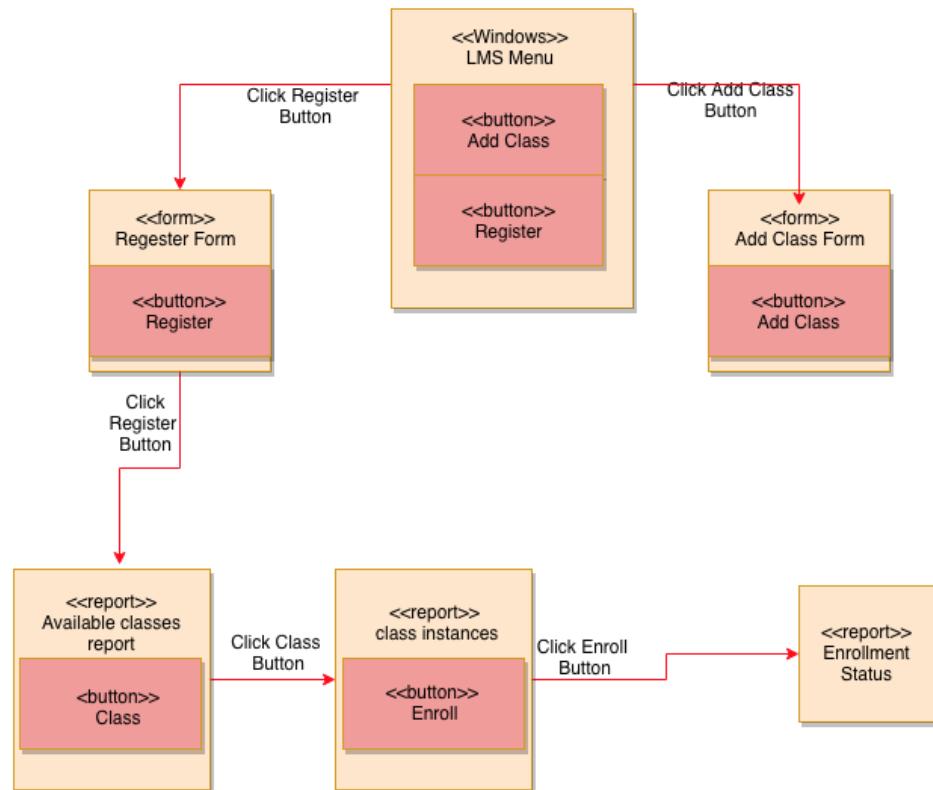 <<Windows>>
LMS Menu
Click Register
Button
Click Add Class
Button
<<button>>
Add Class
<<button>>
Register
<<form>>
Regester Form
<<button>>
Register
<<form>>
Add Class Form
<<button>>
Add Class
Click
Register
Button
<<report>>
Available classes
report
<button>>
Class
Click Class
Button
<<report>>
class instances
<<button>>
Enroll
Click Enroll
Button
<<report>>
Enrollment
Status